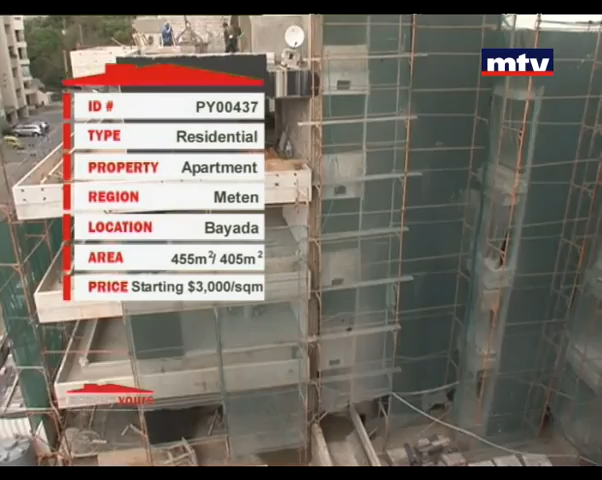 mtv
ID # PY00437
TYPE Residential
PROPERTY Apartment
REGION Meten
LOCATION Bayada
AREA 455m²/ 405m²
PRICE Starting $3,000/sqm
YOURS